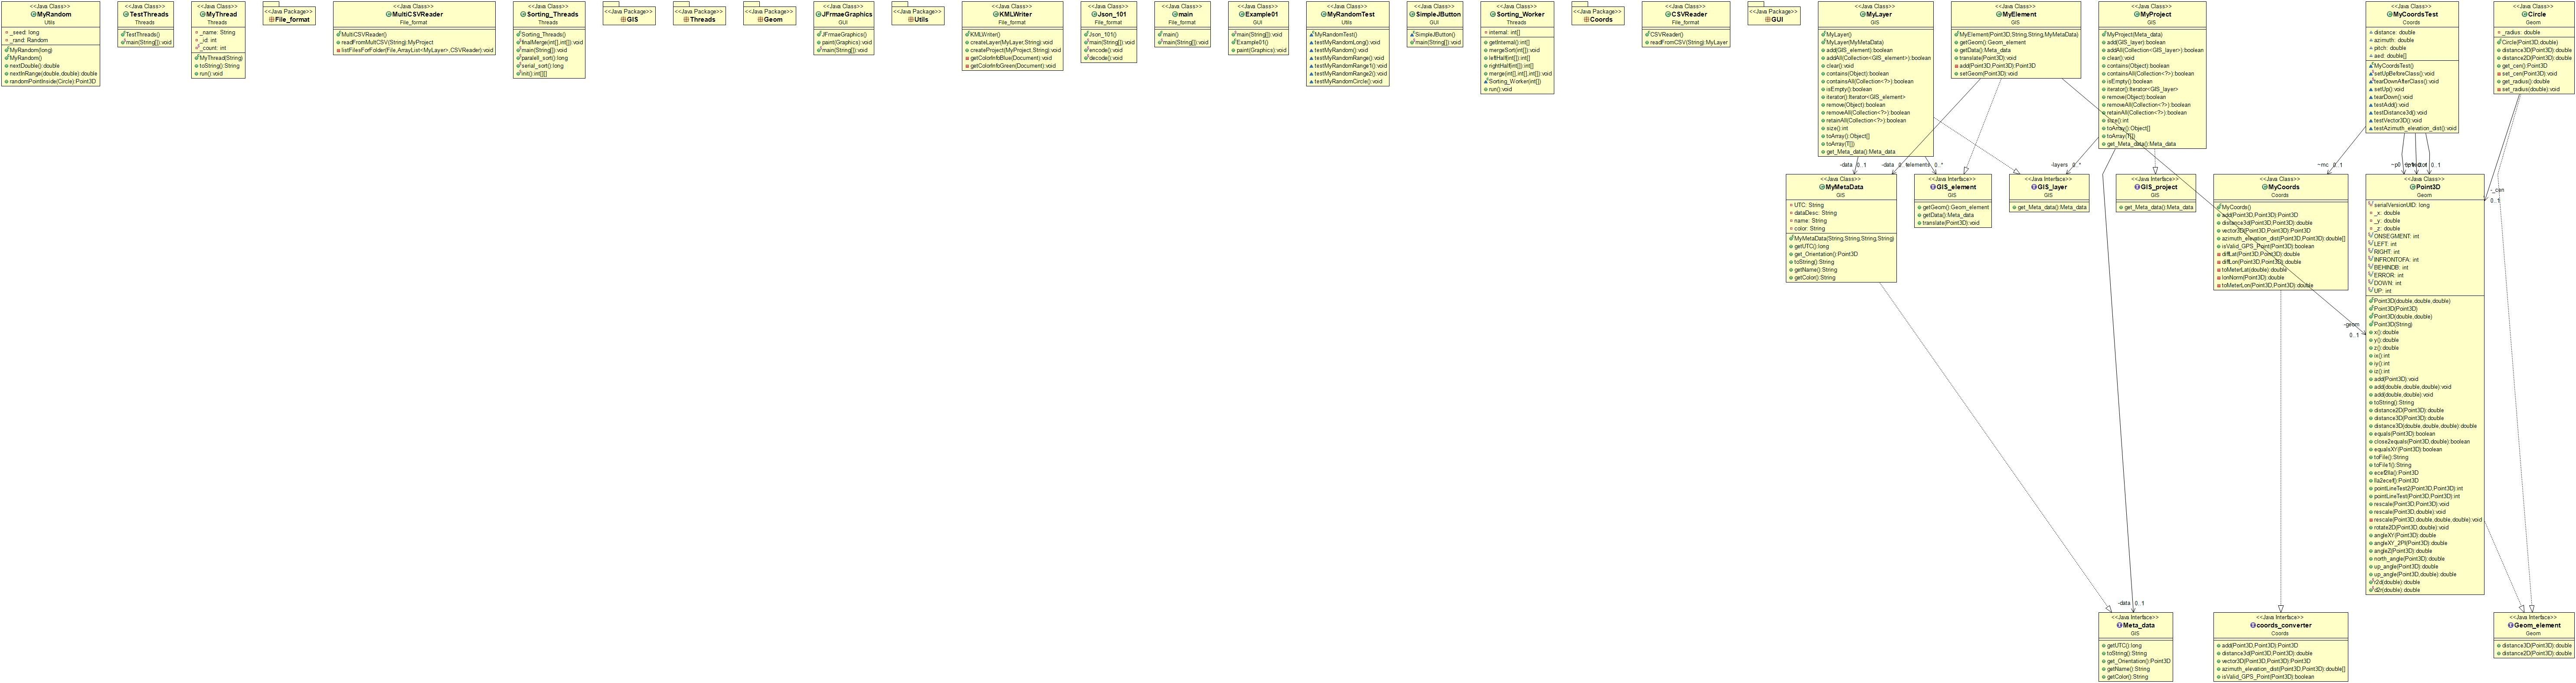 <<Java Class>>
MyRandom
Utils
_seed: long
_rand: Random
MyRandom(long)
MyRandom()
nextDouble():double
nextInRange(double,double):double
randomPointInside(Circle):Point3D
<<Java Class>>
TestThreads
Threads
TestThreads()
main(String[]):void
<<Java Class>>
MyThread
Threads
_name: String
_id: int
_count: int
MyThread(String)
toString():String
run():void
<<Java Package>>
File_format
<<Java Class>>
MultiCSVReader
File_format
MultiCSVReader()
readFromMultiCSV(String):MyProject
listFilesForFolder(File,ArrayList<MyLayer>,CSVReader):void
<<Java Class>>
Sorting_Threads
Threads
Sorting_Threads()
finalMerge(int[],int[]):void
main(String[]):void
paralell_sort():long
serial_sort():long
init():int[][]
<<Java Package>>
GIS
<<Java Package>>
Threads
<<Java Package>>
Geom
<<Java Class>>
JFrmaeGraphics
GUI
JFrmaeGraphics()
paint(Graphics):void
main(String[]):void
<<Java Package>>
Utils
<<Java Class>>
KMLWriter
File_format
KMLWriter()
createLayer(MyLayer,String):void
createProject(MyProject,String):void
getColorInfoBlue(Document):void
getColorInfoGreen(Document):void
<<Java Class>>
Json_101
File_format
Json_101()
main(String[]):void
encode():void
decode():void
<<Java Class>>
main
File_format
main()
main(String[]):void
<<Java Class>>
Example01
GUI
main(String[]):void
Example01()
paint(Graphics):void
<<Java Class>>
MyRandomTest
Utils
MyRandomTest()
testMyRandomLong():void
testMyRandom():void
testMyRandomRange():void
testMyRandomRange1():void
testMyRandomRange2():void
testMyRandomCircle():void
<<Java Class>>
SimpleJButton
GUI
SimpleJButton()
main(String[]):void
<<Java Class>>
Sorting_Worker
Threads
internal: int[]
getInternal():int[]
mergeSort(int[]):void
leftHalf(int[]):int[]
rightHalf(int[]):int[]
merge(int[],int[],int[]):void
Sorting_Worker(int[])
run():void
<<Java Package>>
Coords
<<Java Class>>
CSVReader
File_format
CSVReader()
readFromCSV(String):MyLayer
<<Java Package>>
GUI
<<Java Class>>
MyLayer
GIS
MyLayer()
MyLayer(MyMetaData)
add(GIS_element):boolean
addAll(Collection<GIS_element>):boolean
clear():void
contains(Object):boolean
containsAll(Collection<?>):boolean
isEmpty():boolean
iterator():Iterator<GIS_element>
remove(Object):boolean
removeAll(Collection<?>):boolean
retainAll(Collection<?>):boolean
size():int
toArray():Object[]
toArray(T[])
get_Meta_data():Meta_data
<<Java Class>>
MyElement
GIS
MyElement(Point3D,String,String,MyMetaData)
getGeom():Geom_element
getData():Meta_data
translate(Point3D):void
add(Point3D,Point3D):Point3D
setGeom(Point3D):void
<<Java Class>>
MyProject
GIS
MyProject(Meta_data)
add(GIS_layer):boolean
addAll(Collection<GIS_layer>):boolean
clear():void
contains(Object):boolean
containsAll(Collection<?>):boolean
isEmpty():boolean
iterator():Iterator<GIS_layer>
remove(Object):boolean
removeAll(Collection<?>):boolean
retainAll(Collection<?>):boolean
size():int
toArray():Object[]
toArray(T[])
get_Meta_data():Meta_data
<<Java Class>>
MyCoordsTest
Coords
distance: double
azimuth: double
pitch: double
aed: double[]
MyCoordsTest()
setUpBeforeClass():void
tearDownAfterClass():void
setUp():void
tearDown():void
testAdd():void
testDistance3d():void
testVector3D():void
testAzimuth_elevation_dist():void
<<Java Class>>
Circle
Geom
_radius: double
Circle(Point3D,double)
distance3D(Point3D):double
distance2D(Point3D):double
get_cen():Point3D
set_cen(Point3D):void
get_radius():double
set_radius(double):void
-data 0..1
-data
0..*
-layers 0..*
~mc 0..1
~p0
0..1
-_cen
0..1
<<Java Class>>
MyMetaData
GIS
UTC: String
dataDesc: String
name: String
color: String
MyMetaData(String,String,String,String)
getUTC():long
get_Orientation():Point3D
toString():String
getName():String
getColor():String
<<Java Interface>>
GIS_element
GIS
getGeom():Geom_element
getData():Meta_data
translate(Point3D):void
<<Java Interface>>
GIS_layer
GIS
get_Meta_data():Meta_data
<<Java Interface>>
GIS_project
GIS
get_Meta_data():Meta_data
<<Java Class>>
MyCoords
Coords
MyCoords()
add(Point3D,Point3D):Point3D
distance3d(Point3D,Point3D):double
vector3D(Point3D,Point3D):Point3D
azimuth_elevation_dist(Point3D,Point3D):double[]
isValid_GPS_Point(Point3D):boolean
diffLat(Point3D,Point3D):double
diffLon(Point3D,Point3D):double
toMeterLat(double):double
lonNorm(Point3D):double
toMeterLon(Point3D,Point3D):double
<<Java Class>>
Point3D
Geom
serialVersionUID: long
_x: double
_y: double
_z: double
ONSEGMENT: int
LEFT: int
RIGHT: int
INFRONTOFA: int
BEHINDB: int
ERROR: int
DOWN: int
UP: int
Point3D(double,double,double)
Point3D(Point3D)
Point3D(double,double)
Point3D(String)
x():double
y():double
z():double
ix():int
iy():int
iz():int
add(Point3D):void
add(double,double,double):void
add(double,double):void
toString():String
distance2D(Point3D):double
distance3D(Point3D):double
distance3D(double,double,double):double
equals(Point3D):boolean
close2equals(Point3D,double):boolean
equalsXY(Point3D):boolean
toFile():String
toFile1():String
ecef2lla():Point3D
lla2ecef():Point3D
pointLineTest2(Point3D,Point3D):int
pointLineTest(Point3D,Point3D):int
rescale(Point3D,Point3D):void
rescale(Point3D,double):void
rescale(Point3D,double,double,double):void
rotate2D(Point3D,double):void
angleXY(Point3D):double
angleXY_2PI(Point3D):double
angleZ(Point3D):double
north_angle(Point3D):double
up_angle(Point3D):double
up_angle(Point3D,double):double
r2d(double):double
d2r(double):double
-geom
0..1
-data 0..1
<<Java Interface>>
Meta_data
GIS
getUTC():long
toString():String
get_Orientation():Point3D
getName():String
getColor():String
<<Java Interface>>
coords_converter
Coords
add(Point3D,Point3D):Point3D
distance3d(Point3D,Point3D):double
vector3D(Point3D,Point3D):Point3D
azimuth_elevation_dist(Point3D,Point3D):double[]
isValid_GPS_Point(Point3D):boolean
<<Java Interface>>
Geom_element
Geom
distance3D(Point3D):double
distance2D(Point3D):double